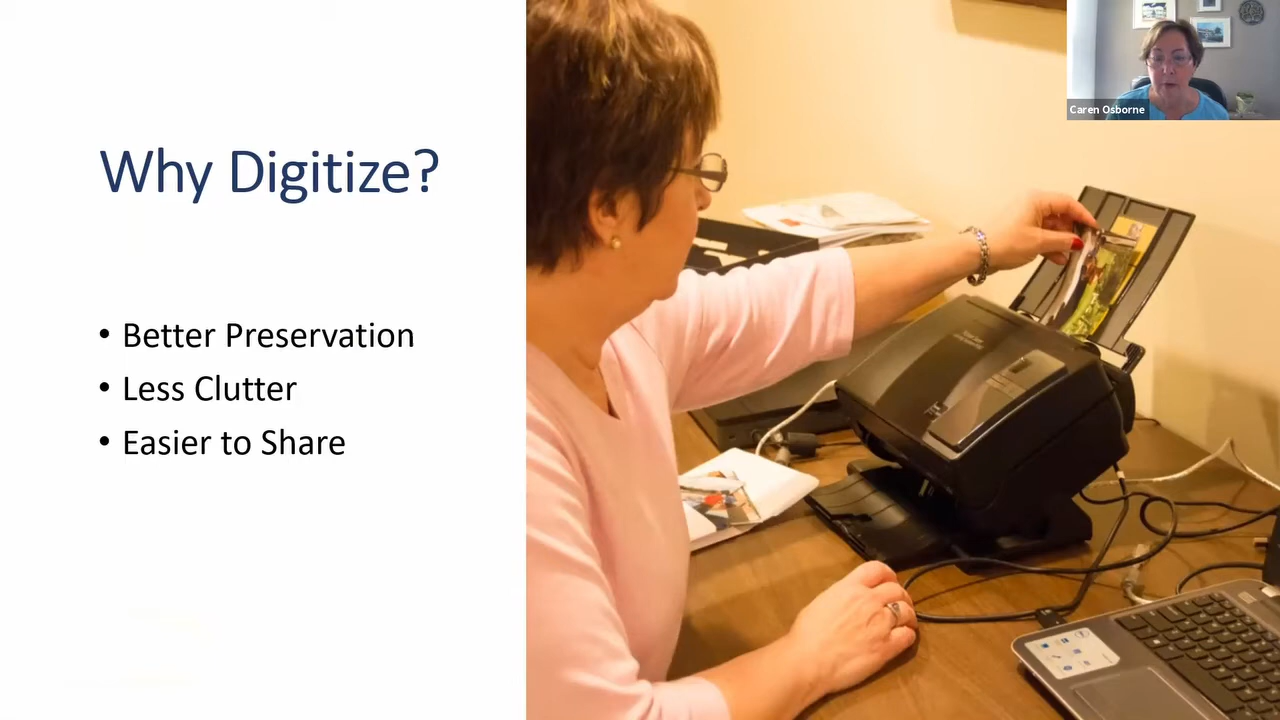 Why Digitize?
• Better Preservation
• Less Clutter
• Easier to Share
Caren Osborne